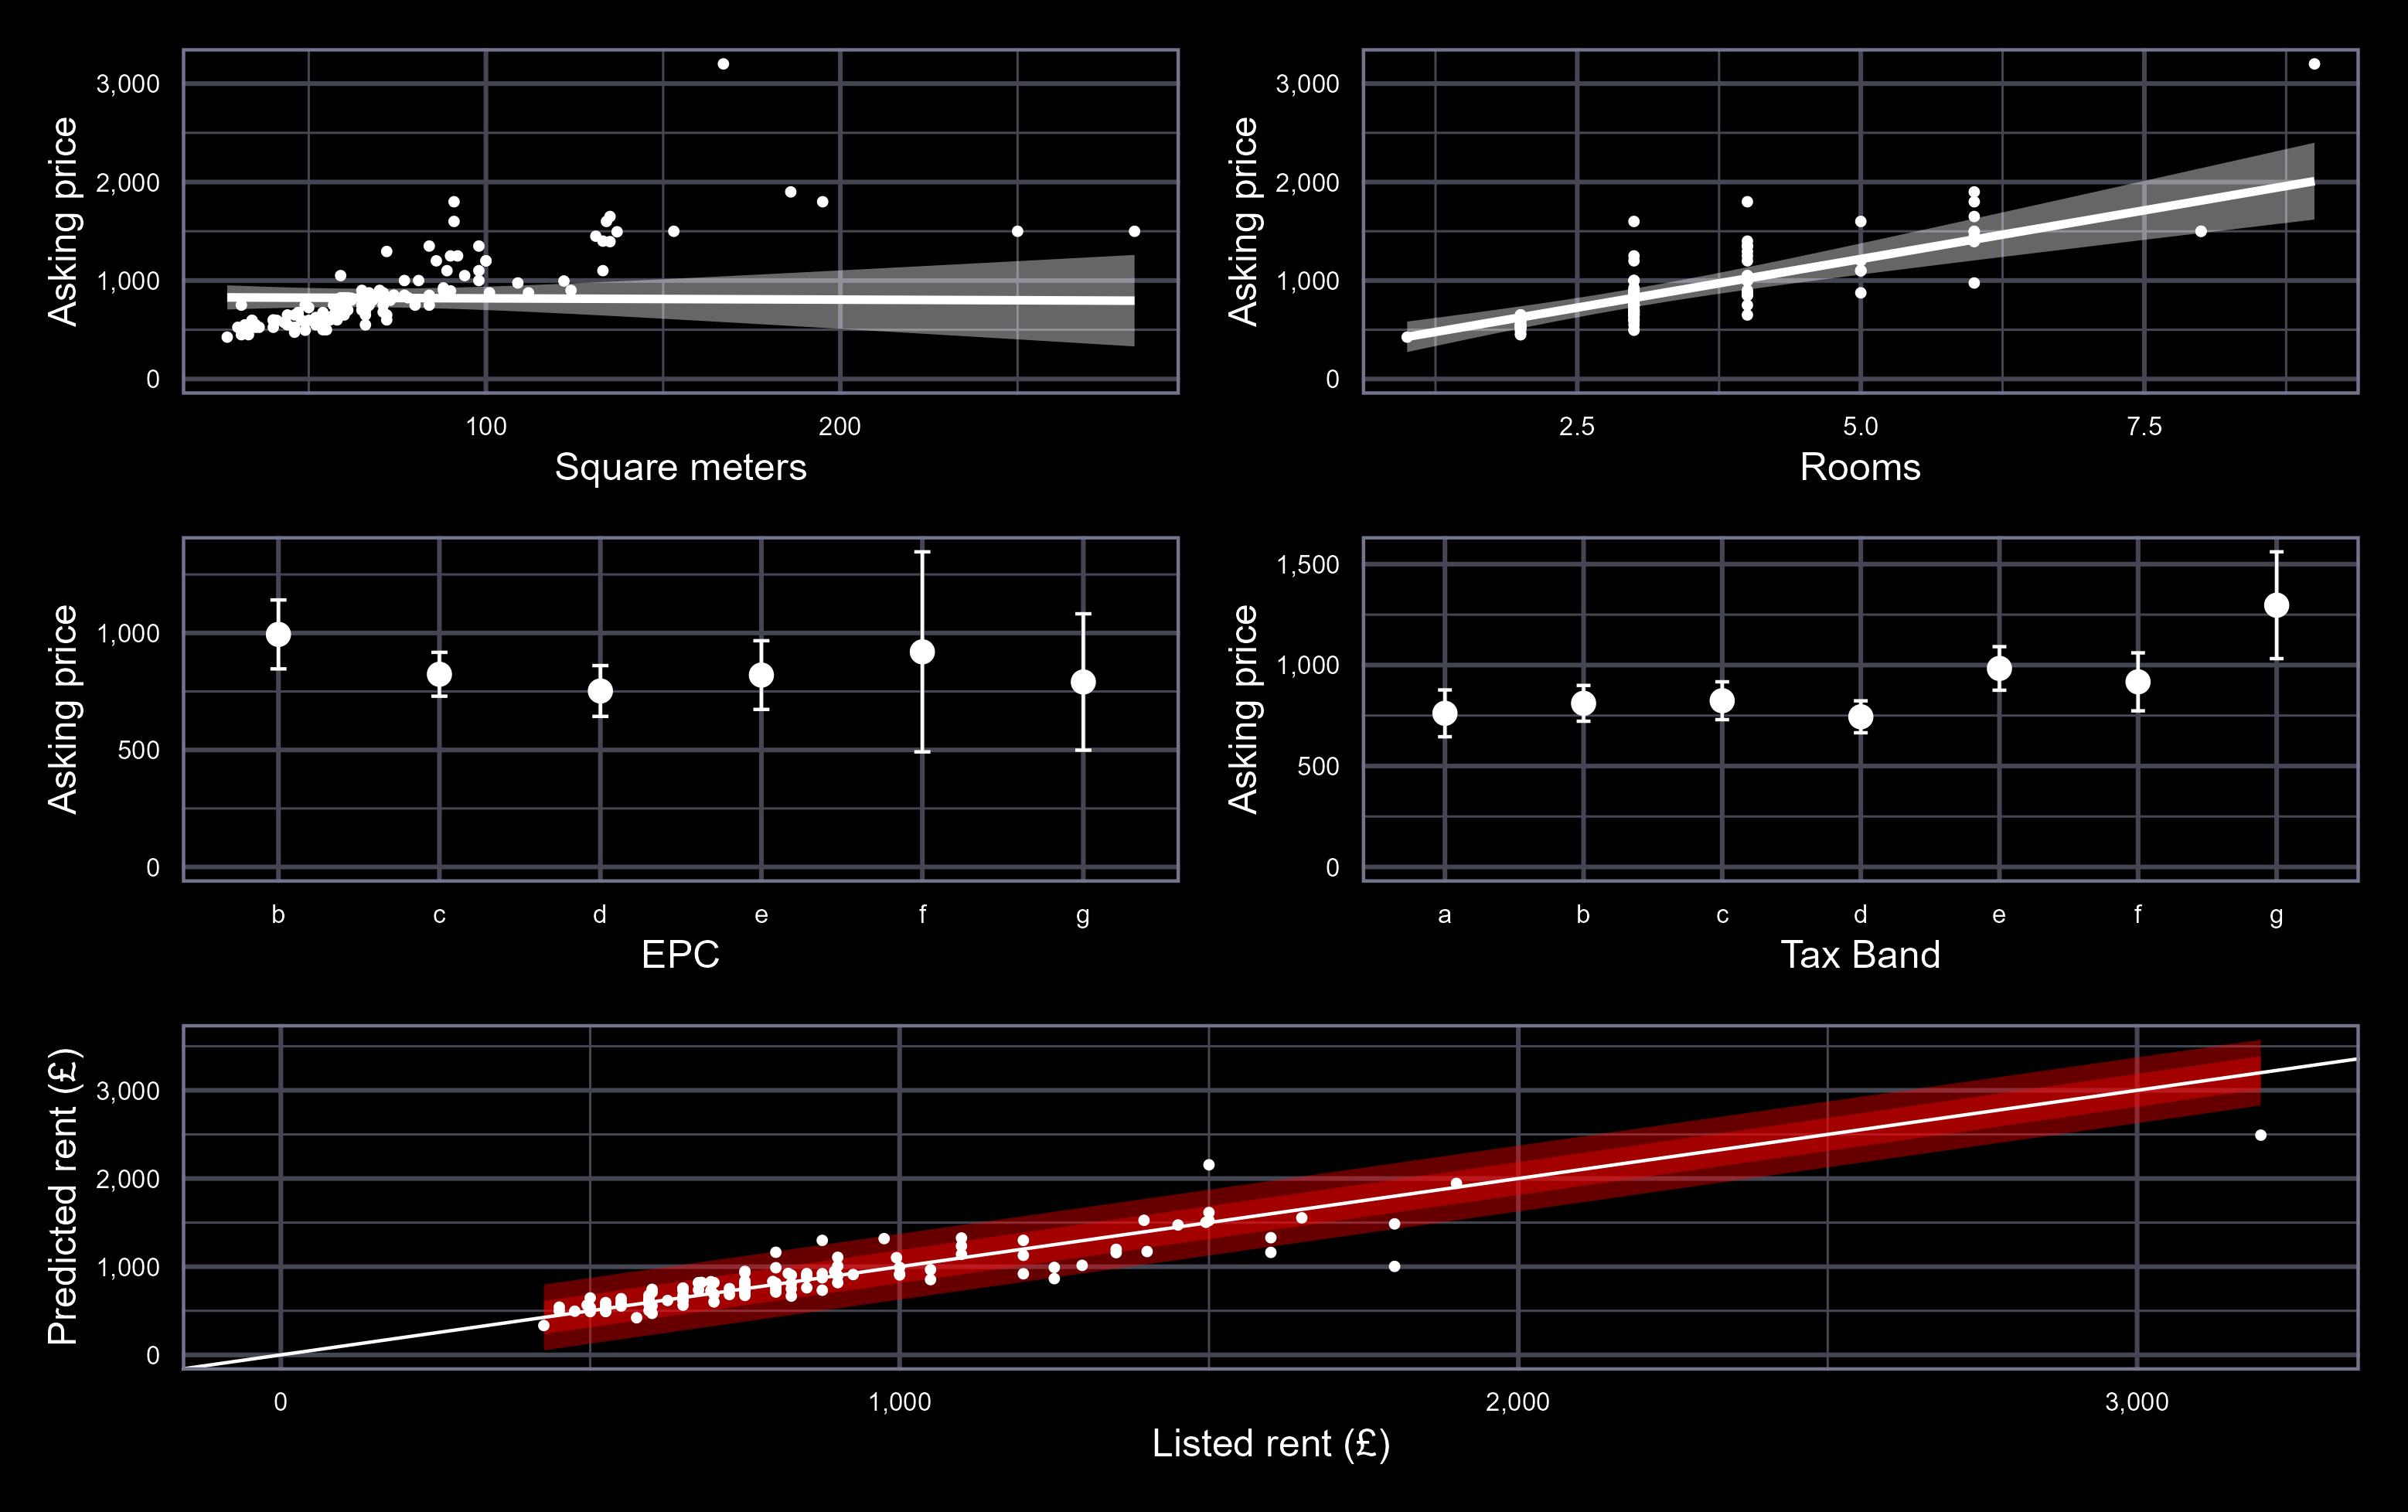 Asking price
3,000
2,000
1,000
0
100 200
Square meters
Asking price
3,000
2,000
1,000
0
2.5 5.0 7.5
Rooms
Asking price
1,000
500
0
b c d e f g
EPC
Asking price
1,500
1,000
500
0
a b c d e f g
Tax Band
Predicted rent (£)
3,000
2,000
1,000
0
0 1,000 2,000 3,000
Listed rent (£)